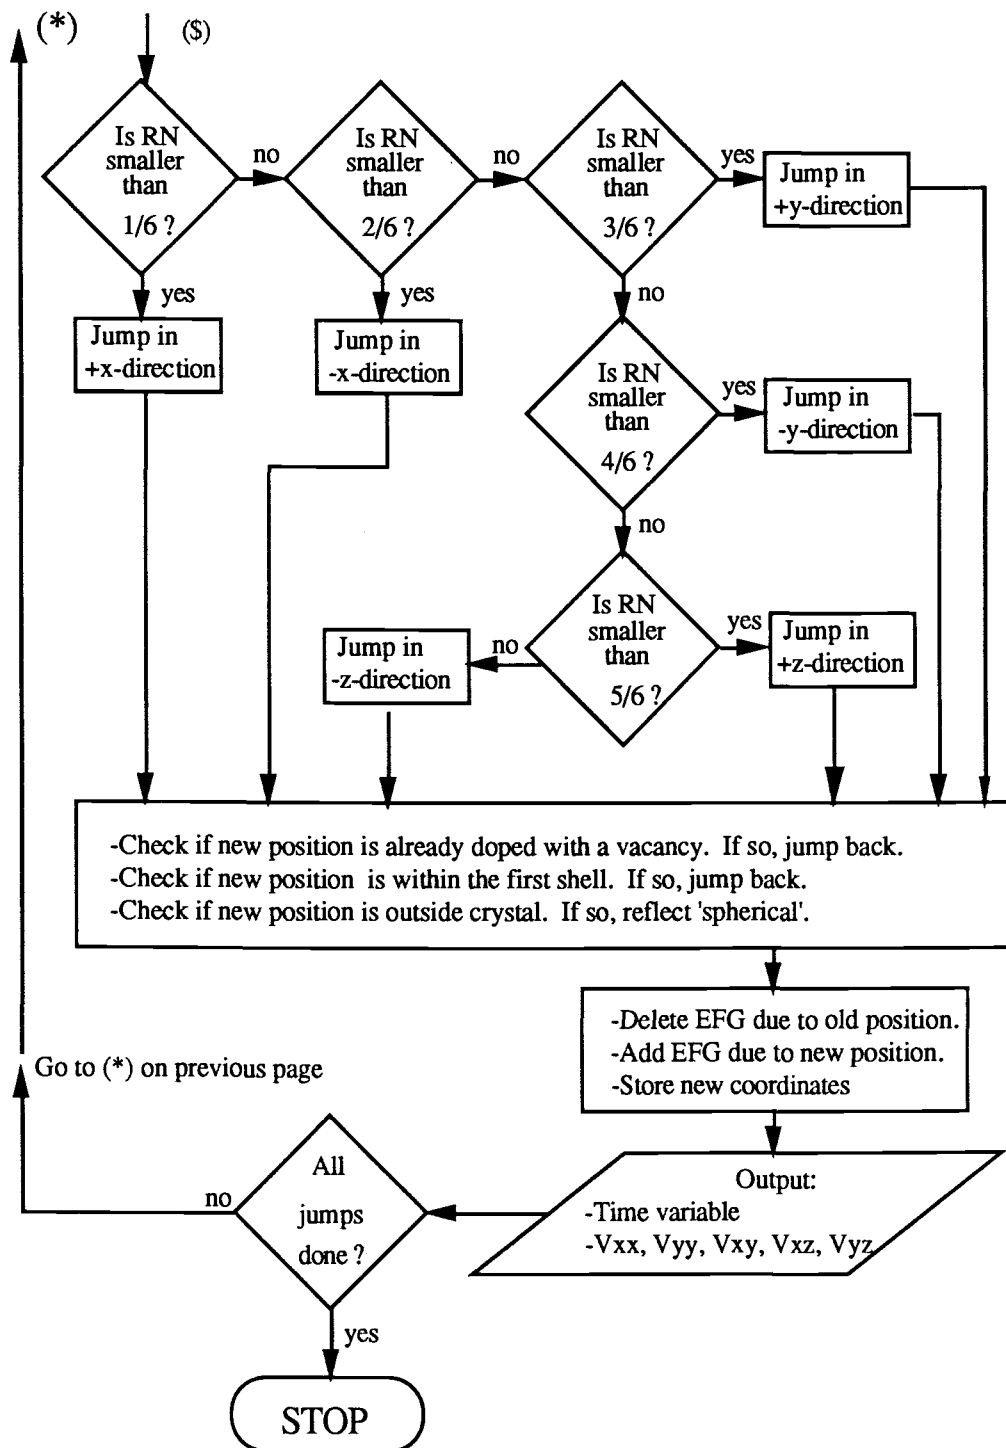 (*)
($)
Is RN
smaller
than
1/6 ?
no
Is RN
smaller
than
2/6 ?
no
Is RN
smaller
than
3/6 ?
yes
Jump in
+y-direction
yes
Jump in
+x-direction
yes
Jump in
-x-direction
no
Is RN
smaller
than
4/6 ?
yes
Jump in
-y-direction
no
Is RN
smaller
than
5/6 ?
yes
Jump in
+z-direction
no
Jump in
-z-direction
-Check if new position is already doped with a vacancy. If so, jump back.
-Check if new position is within the first shell. If so, jump back.
-Check if new position is outside crystal. If so, reflect 'spherical'.
-Delete EFG due to old position.
-Add EFG due to new position.
-Store new coordinates
Go to (*) on previous page
Output:
-Time variable
-Vxx, Vyy, Vxy, Vxz, Vyz
All
jumps
done ?
no
yes
STOP